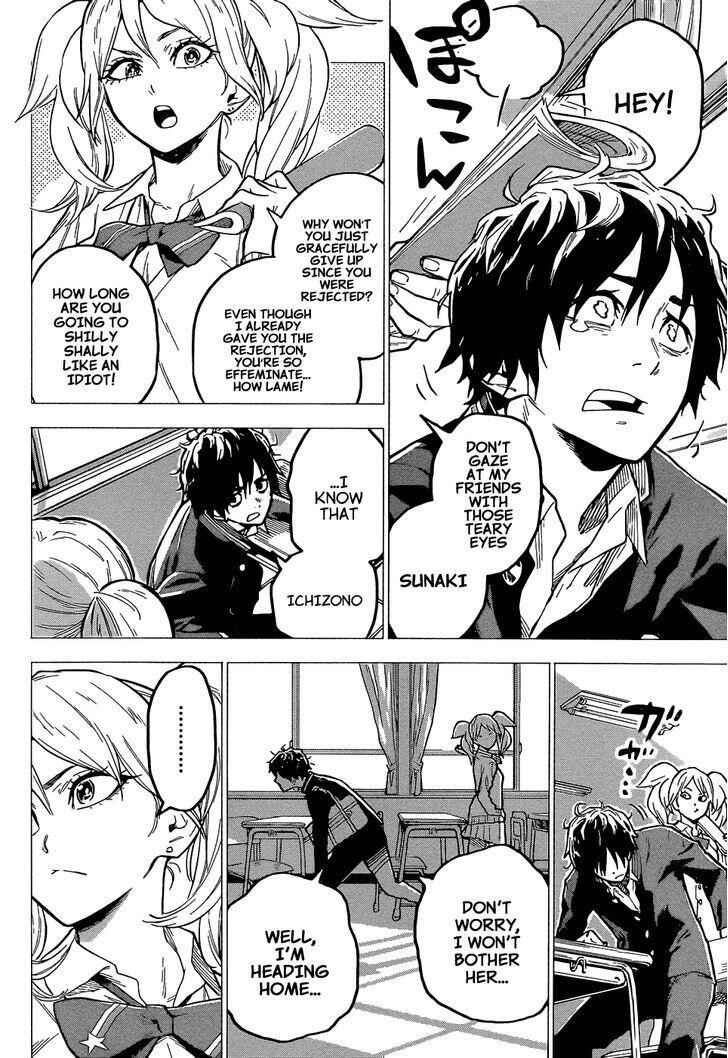 HEY!
ぽこん
DON'T
GAZE
AT MY
FRIENDS
WITH
THOSE
TEARY
EYES
SUNAKI
WHY WON'T
YOU JUST
GRACEFULLY
GIVE UP
SINCE YOU
WERE
REJECTED?
EVEN THOUGH
I ALREADY
GAVE YOU THE
REJECTION,
YOU'RE SO
EFFEMINATE...
HOW LAME!
HOW LONG
ARE YOU
GOING TO
SHILLY
SHALLY
LIKE AN
IDIOT!
...I
KNOW
THAT
ICHIZONO
ガガ...
DON'T
WORRY,
I WON'T
BOTHER
HER...
WELL,
I'M
HEADING
HOME...
.........